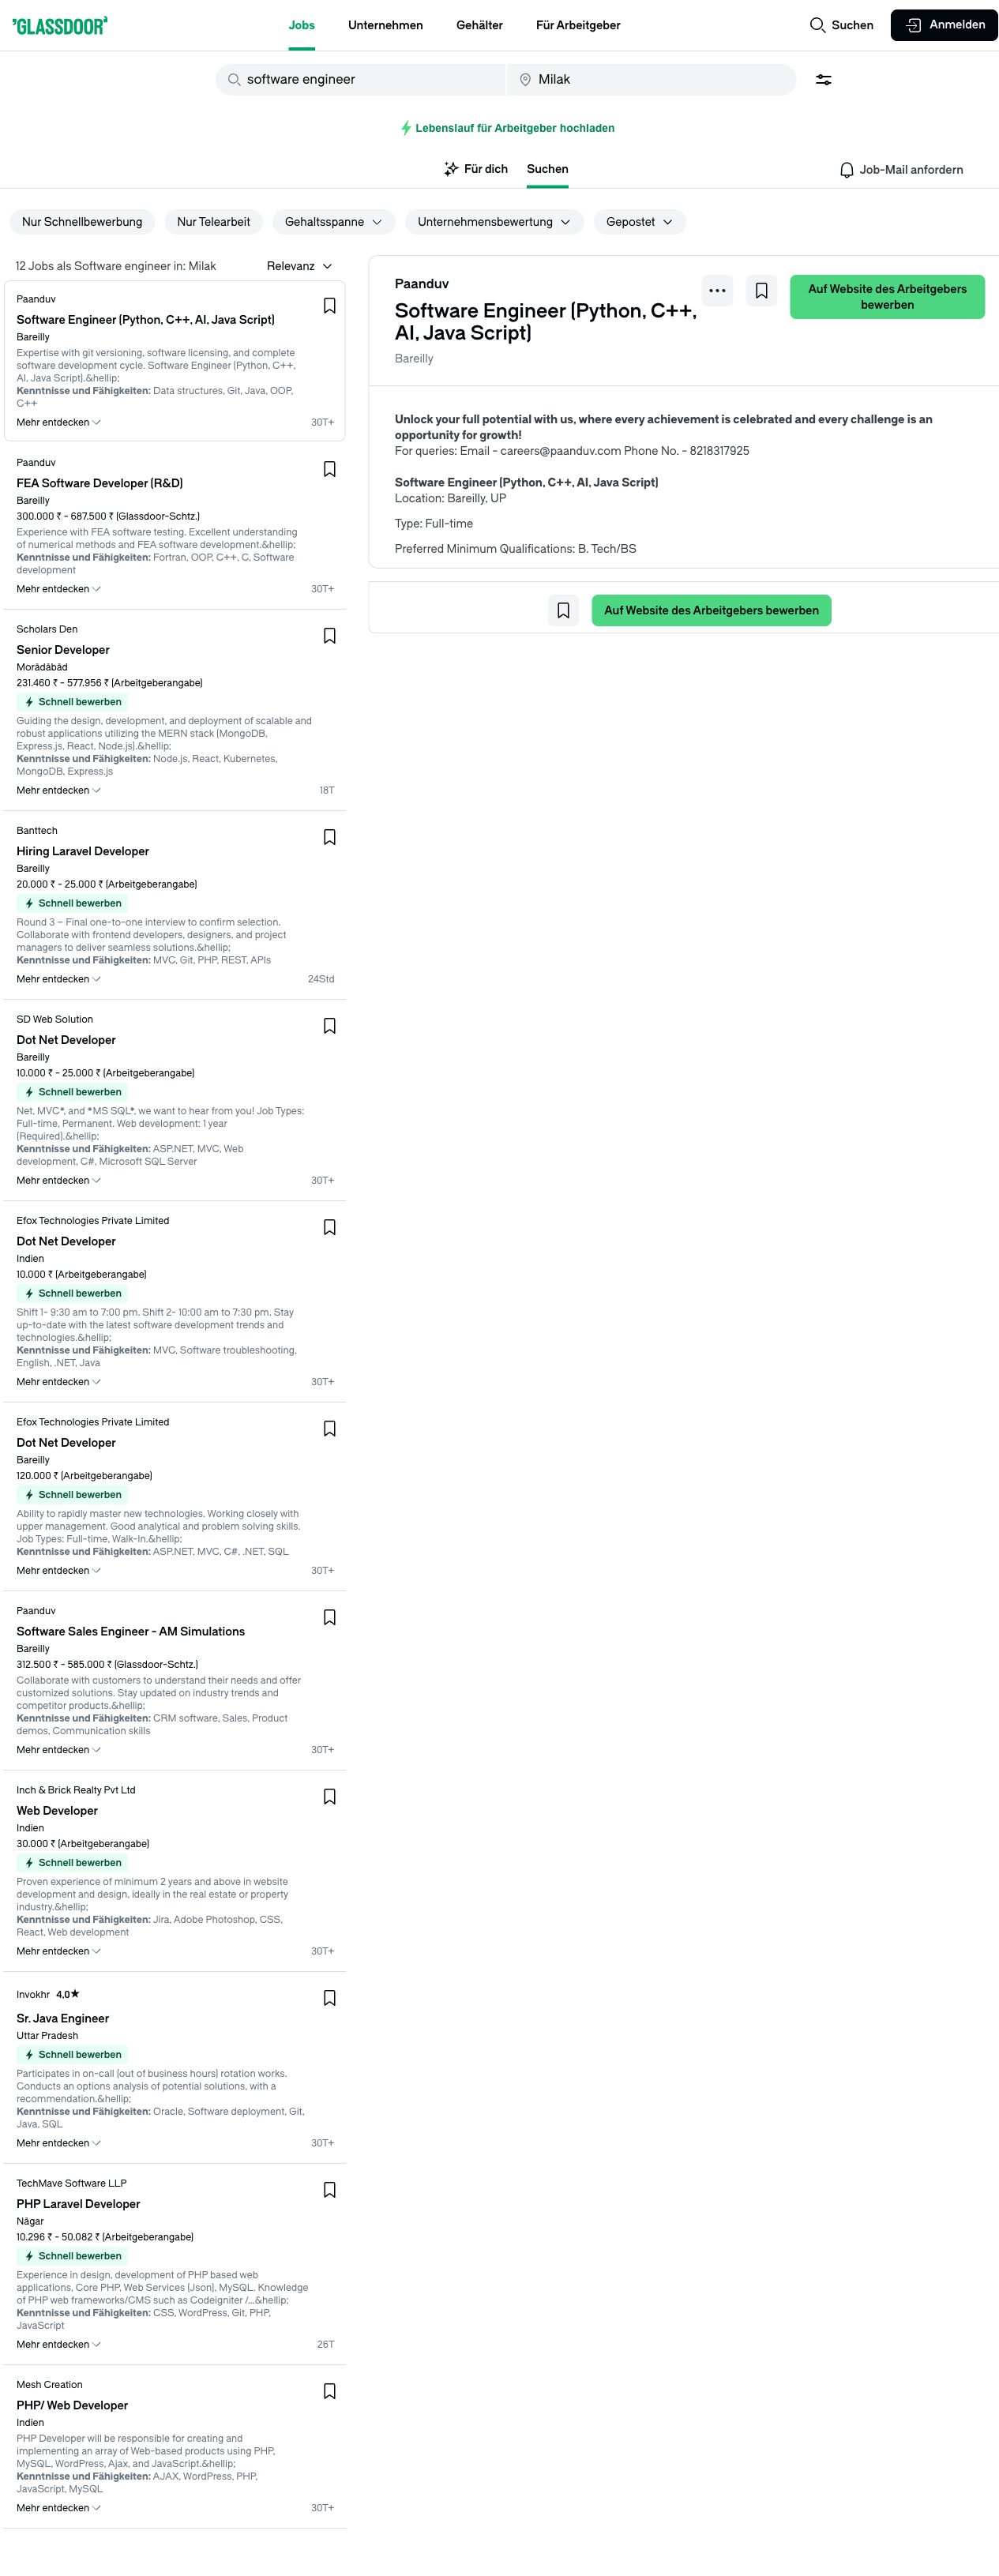 GLASSDOOR
Jobs
Unternehmen
Gehälter
Für Arbeitgeber
Suchen
Anmelden
software engineer
Milak
Lebenslauf für Arbeitgeber hochladen
Für dich
Suchen
Job-Mail anfordern
Nur Schnellbewerbung
Nur Telearbeit
Gehaltsspanne
Unternehmensbewertung
Gepostet
12 Jobs als Software engineer in: Milak
Relevanz
Paanduv
Software Engineer (Python, C++, AI, Java Script)
Bareilly
Expertise with git versioning, software licensing, and complete
software development cycle. Software Engineer (Python, C++,
AI, Java Script).&hellip;
Kenntnisse und Fähigkeiten: Data structures, Git, Java, OOP,
C++
Mehr entdecken
30T+
Paanduv
FEA Software Developer (R&D)
Bareilly
300.000 ₹ - 687.500 ₹ (Glassdoor-Schtz.)
Experience with FEA software testing. Excellent understanding
of numerical methods and FEA software development.&hellip;
Kenntnisse und Fähigkeiten: Fortran, OOP, C++, C, Software
development
Mehr entdecken
30T+
Scholars Den
Senior Developer
Morādābād
231.460 ₹ - 577.956 ₹ (Arbeitgeberangabe)
Schnell bewerben
Guiding the design, development, and deployment of scalable and
robust applications utilizing the MERN stack (MongoDB,
Express.js, React, Node.js).&hellip;
Kenntnisse und Fähigkeiten: Node.js, React, Kubernetes,
MongoDB, Express.js
Mehr entdecken
18T
Banttech
Hiring Laravel Developer
Bareilly
20.000 ₹ - 25.000 ₹ (Arbeitgeberangabe)
Schnell bewerben
Round 3 – Final one-to-one interview to confirm selection.
Collaborate with frontend developers, designers, and project
managers to deliver seamless solutions.&hellip;
Kenntnisse und Fähigkeiten: MVC, Git, PHP, REST, APIs
Mehr entdecken
24Std
SD Web Solution
Dot Net Developer
Bareilly
10.000 ₹ - 25.000 ₹ (Arbeitgeberangabe)
Schnell bewerben
Net, MVC*, and *MS SQL*, we want to hear from you! Job Types:
Full-time, Permanent. Web development: 1 year
(Required).&hellip;
Kenntnisse und Fähigkeiten: ASP.NET, MVC, Web
development, C#, Microsoft SQL Server
Mehr entdecken
30T+
Efox Technologies Private Limited
Dot Net Developer
Indien
10.000 ₹ (Arbeitgeberangabe)
Schnell bewerben
Shift 1- 9:30 am to 7:00 pm. Shift 2- 10:00 am to 7:30 pm. Stay
up-to-date with the latest software development trends and
technologies.&hellip;
Kenntnisse und Fähigkeiten: MVC, Software troubleshooting,
English, .NET, Java
Mehr entdecken
30T+
Efox Technologies Private Limited
Dot Net Developer
Bareilly
120.000 ₹ (Arbeitgeberangabe)
Schnell bewerben
Ability to rapidly master new technologies. Working closely with
upper management. Good analytical and problem solving skills.
Job Types: Full-time, Walk-In.&hellip;
Kenntnisse und Fähigkeiten: ASP.NET, MVC, C#, .NET, SQL
Mehr entdecken
30T+
Paanduv
Software Sales Engineer - AM Simulations
Bareilly
312.500 ₹ - 585.000 ₹ (Glassdoor-Schtz.)
Collaborate with customers to understand their needs and offer
customized solutions. Stay updated on industry trends and
competitor products.&hellip;
Kenntnisse und Fähigkeiten: CRM software, Sales, Product
demos, Communication skills
Mehr entdecken
30T+
Inch & Brick Realty Pvt Ltd
Web Developer
Indien
30.000 ₹ (Arbeitgeberangabe)
Schnell bewerben
Proven experience of minimum 2 years and above in website
development and design, ideally in the real estate or property
industry.&hellip;
Kenntnisse und Fähigkeiten: Jira, Adobe Photoshop, CSS,
React, Web development
Mehr entdecken
30T+
Invokhr 4,0★
Sr. Java Engineer
Uttar Pradesh
Schnell bewerben
Participates in on-call (out of business hours) rotation works.
Conducts an options analysis of potential solutions, with a
recommendation.&hellip;
Kenntnisse und Fähigkeiten: Oracle, Software deployment, Git,
Java, SQL
Mehr entdecken
30T+
TechMave Software LLP
PHP Laravel Developer
Nāgar
10.296 ₹ - 50.082 ₹ (Arbeitgeberangabe)
Schnell bewerben
Experience in design, development of PHP based web
applications, Core PHP, Web Services (Json), MySQL. Knowledge
of PHP web frameworks/CMS such as Codeigniter /…&hellip;
Kenntnisse und Fähigkeiten: CSS, WordPress, Git, PHP,
JavaScript
Mehr entdecken
26T
Mesh Creation
PHP/ Web Developer
Indien
PHP Developer will be responsible for creating and
implementing an array of Web-based products using PHP,
MySQL, WordPress, Ajax, and JavaScript.&hellip;
Kenntnisse und Fähigkeiten: AJAX, WordPress, PHP,
JavaScript, MySQL
Mehr entdecken
30T+
Paanduv
Software Engineer (Python, C++,
AI, Java Script)
Bareilly
Auf Website des Arbeitgebers
bewerben
Unlock your full potential with us, where every achievement is celebrated and every challenge is an
opportunity for growth!
For queries: Email - careers@paanduv.com Phone No. - 8218317925
Software Engineer (Python, C++, AI, Java Script)
Location: Bareilly, UP
Type: Full-time
Preferred Minimum Qualifications: B. Tech/BS
Auf Website des Arbeitgebers bewerben